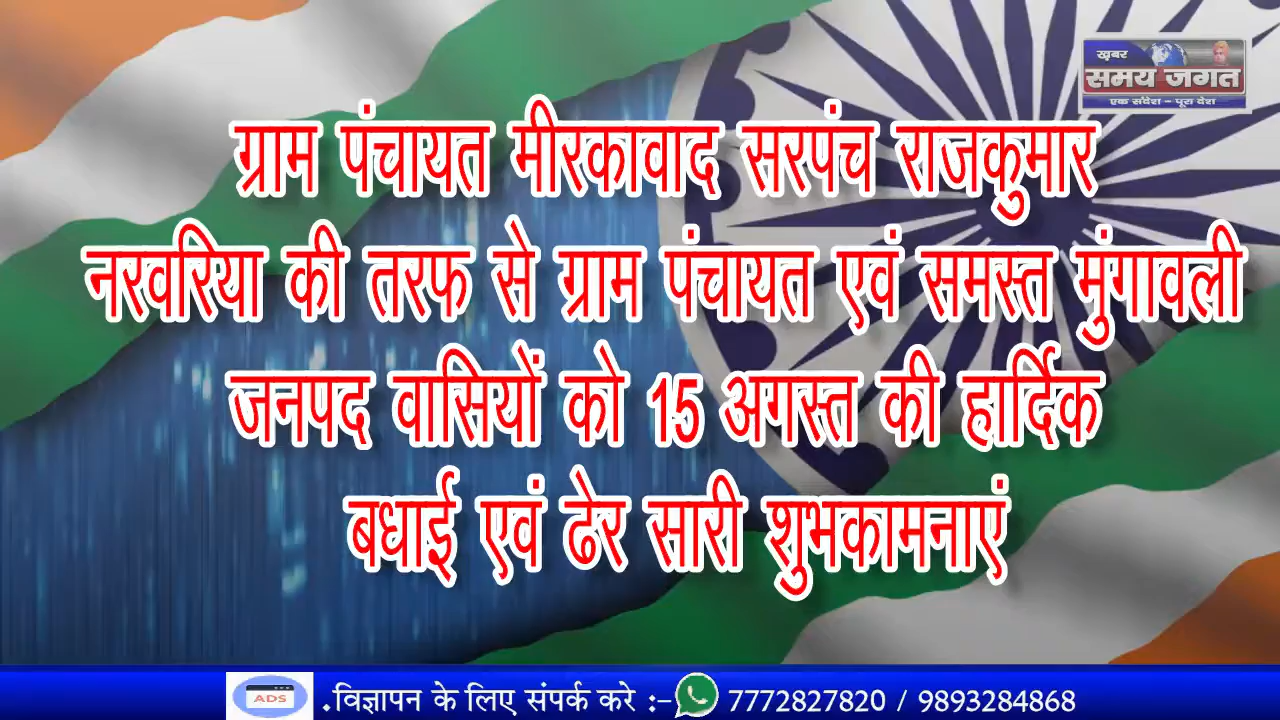 ख़बर
समय जगत
एक संदेश - पूरा देश
ग्राम पंचायत मीरकावाद सरपंच राजकुमार
नरवरिया की तरफ से ग्राम पंचायत एवं समस्त मुंगावली
जनपद वासियों को 15 अगस्त की हार्दिक
बधाई एवं ढेर सारी शुभकामनाएं
ADS
.विज्ञापन के लिए संपर्क करे :- 7772827820 / 9893284868